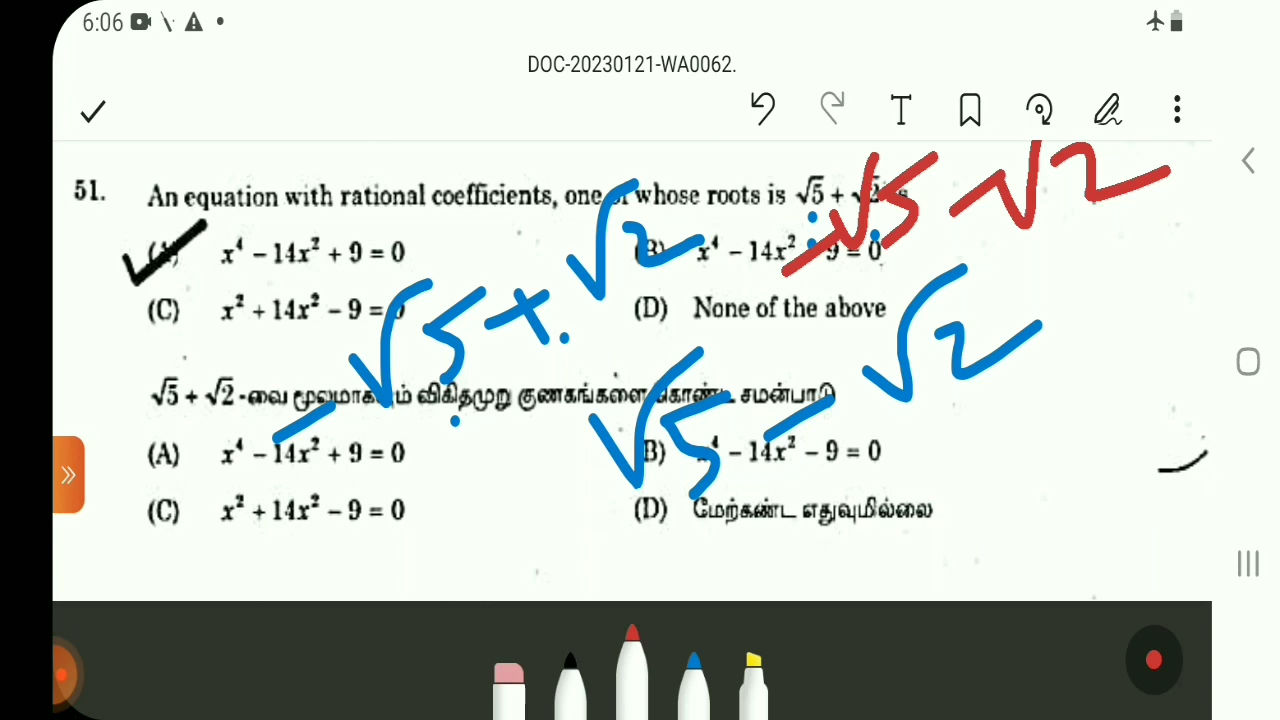 6:06
DOC-20230121-WA0062.
51. An equation with rational coefficients, one of whose roots is √5 + √2 is
(A) x⁴ – 14x² + 9 = 0 (B) x⁴ – 14x² – 9 = 0
(C) x² + 14x² – 9 = 0 (D) None of the above
√5 + √2 -வை மூலமாகவும் விகிதமுறு குணகங்களை கொண்ட சமன்பாடு
(A) x⁴ – 14x² + 9 = 0 (B) x⁴ – 14x² – 9 = 0
(C) x² + 14x² – 9 = 0 (D) மேற்கண்ட எதுவுமில்லை
-√5 - √2
-√5 + √2
√5 - √2